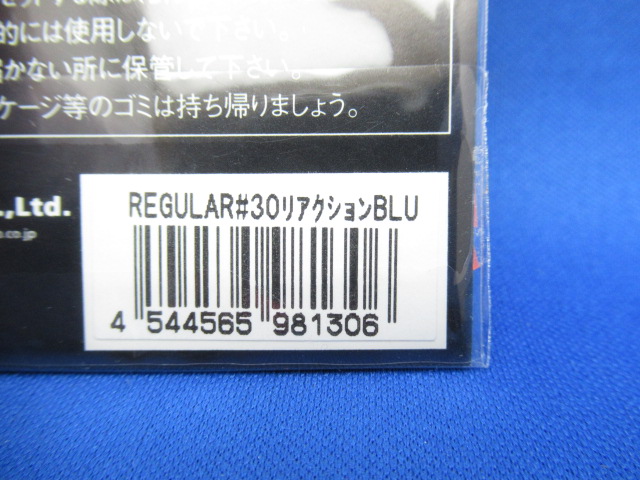 的には使用しないで下さい。
かない所に保管して下さい。
ケージ等のゴミは持ち帰りましょう。
.,Ltd.
.co.jp
REGULAR#30リアクションBLU
4 544565 981306